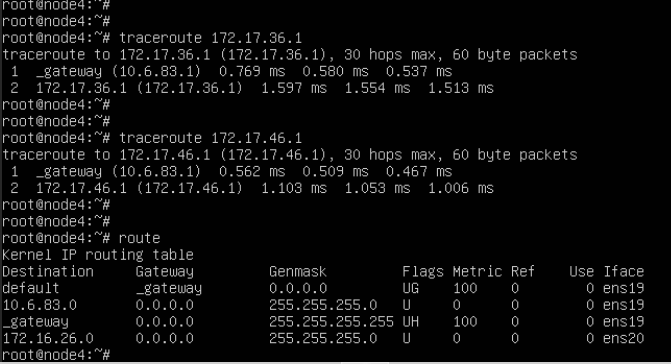 root@node4:~#
root@node4:~#
root@node4:~# traceroute 172.17.36.1
traceroute to 172.17.36.1 (172.17.36.1), 30 hops max, 60 byte packets
 1  _gateway (10.6.83.1)  0.769 ms  0.580 ms  0.537 ms
 2  172.17.36.1 (172.17.36.1)  1.597 ms  1.554 ms  1.513 ms
root@node4:~#
root@node4:~#
root@node4:~# traceroute 172.17.46.1
traceroute to 172.17.46.1 (172.17.46.1), 30 hops max, 60 byte packets
 1  _gateway (10.6.83.1)  0.562 ms  0.509 ms  0.467 ms
 2  172.17.46.1 (172.17.46.1)  1.103 ms  1.053 ms  1.006 ms
root@node4:~#
root@node4:~#
root@node4:~# route
Kernel IP routing table
Destination     Gateway         Genmask         Flags Metric Ref    Use Iface
default         _gateway        0.0.0.0         UG    100    0        0 ens19
10.6.83.0       0.0.0.0         255.255.255.0   U     0      0        0 ens19
_gateway        0.0.0.0         255.255.255.255 UH    100    0        0 ens19
172.16.26.0     0.0.0.0         255.255.255.0   U     0      0        0 ens20
root@node4:~#